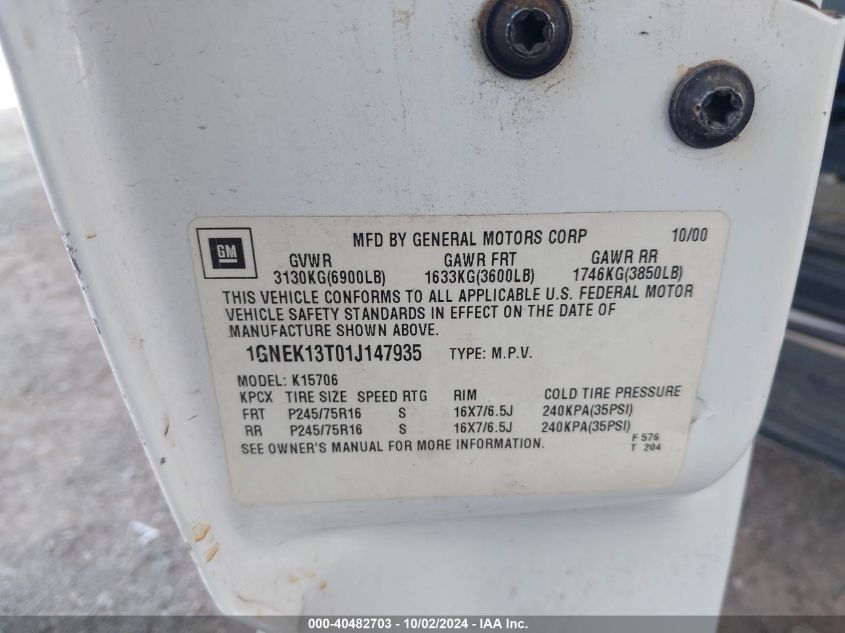 MFD BY GENERAL MOTORS CORP 10/00
GM
GVWR GAWR FRT GAWR RR
3130KG(6900LB) 1633KG(3600LB) 1746KG(3850LB)
THIS VEHICLE CONFORMS TO ALL APPLICABLE U.S. FEDERAL MOTOR
VEHICLE SAFETY STANDARDS IN EFFECT ON THE DATE OF
MANUFACTURE SHOWN ABOVE.
1GNEK13T01J147935 TYPE: M.P.V.
MODEL: K15706
KPCX TIRE SIZE SPEED RTG RIM COLD TIRE PRESSURE
FRT P245/75R16 S 16X7/6.5J 240KPA(35PSI)
RR P245/75R16 S 16X7/6.5J 240KPA(35PSI)
SEE OWNER'S MANUAL FOR MORE INFORMATION.
F 576
T 204
000-40482703 - 10/02/2024 - IAA Inc.